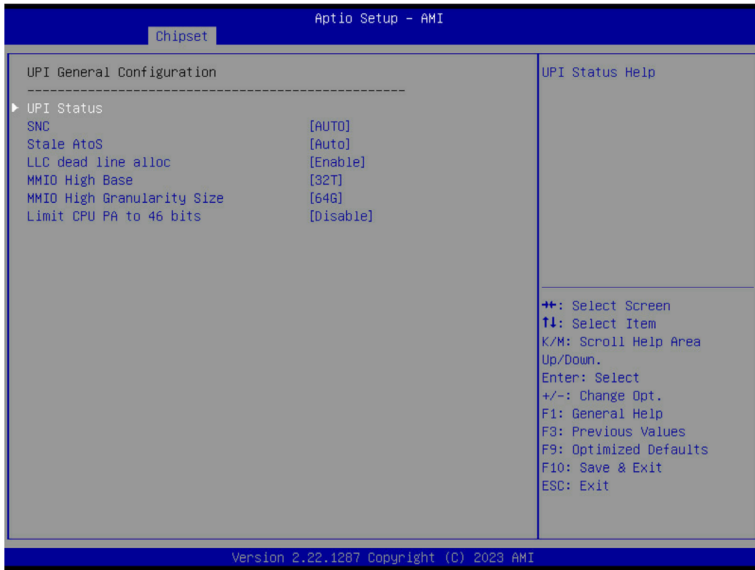 Aptio Setup – AMI
Chipset
UPI General Configuration
------------------------------------------------
UPI Status
SNC [AUTO]
Stale AtoS [Auto]
LLC dead line alloc [Enable]
MMIO High Base [32T]
MMIO High Granularity Size [64G]
Limit CPU PA to 46 bits [Disable]
UPI Status Help
→←: Select Screen
↑↓: Select Item
K/M: Scroll Help Area
Up/Down.
Enter: Select
+/-: Change Opt.
F1: General Help
F3: Previous Values
F9: Optimized Defaults
F10: Save & Exit
ESC: Exit
Version 2.22.1287 Copyright (C) 2023 AMI